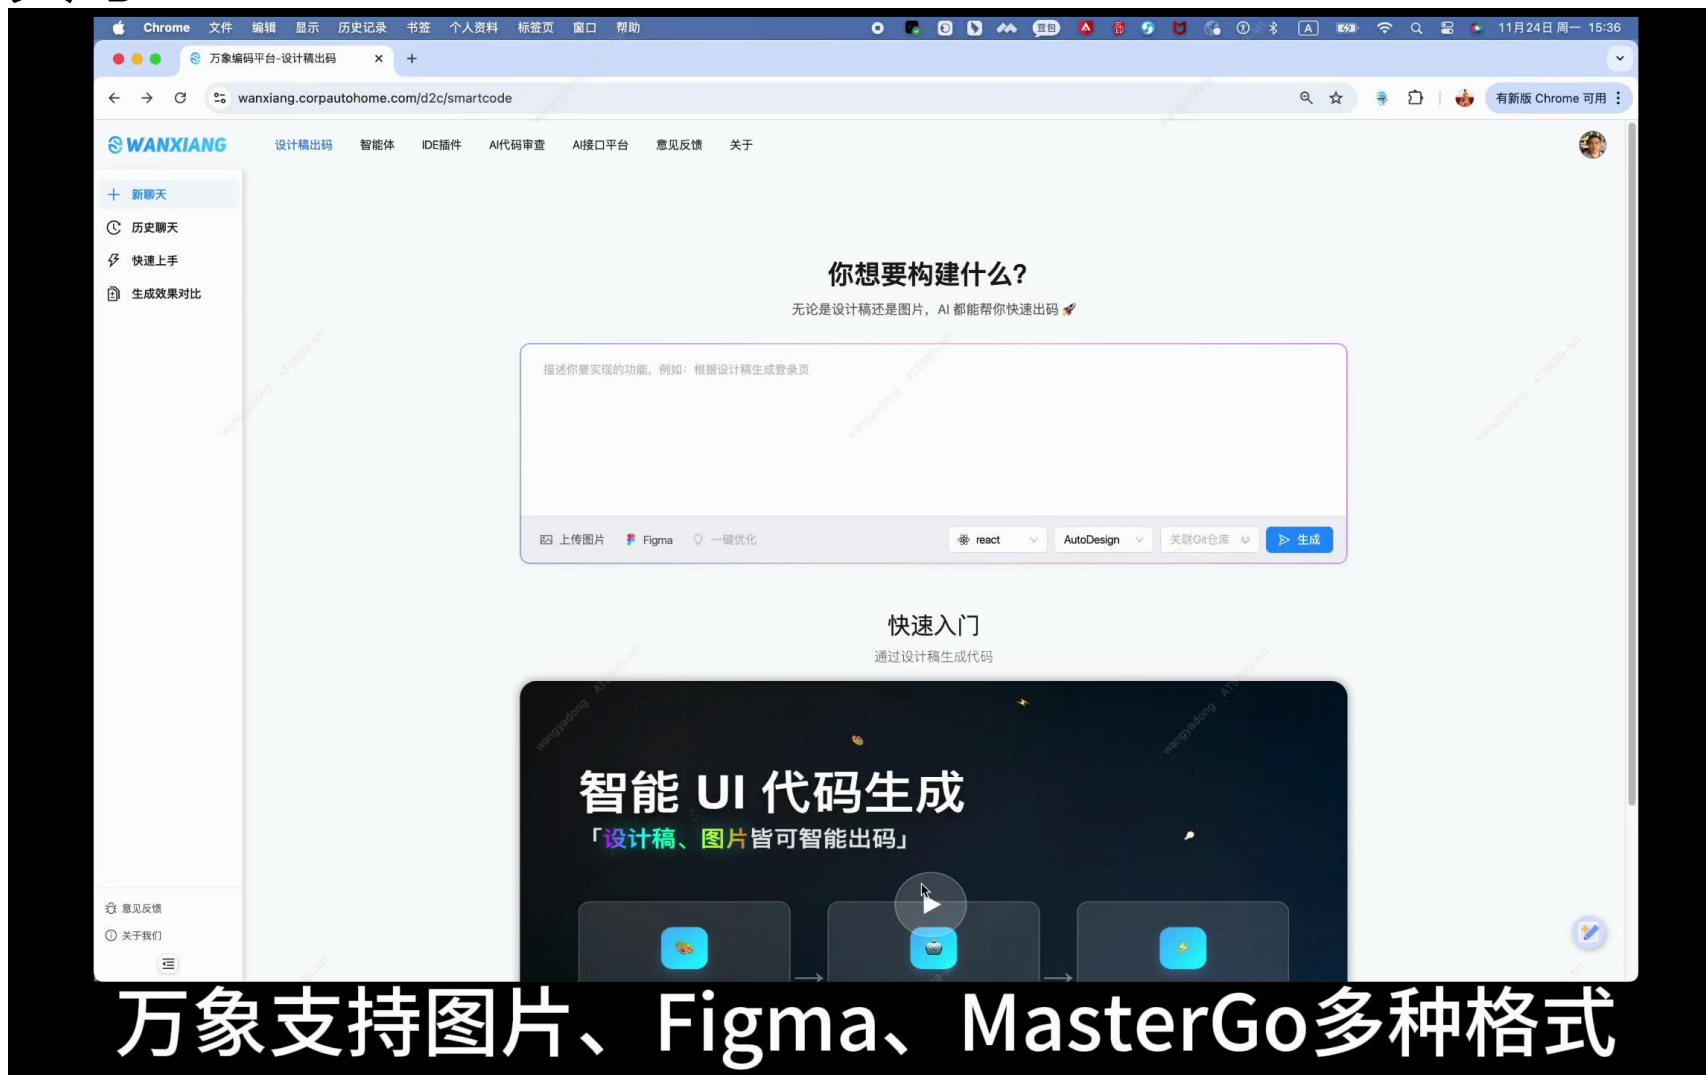 Chrome 文件 编辑 显示 历史记录 书签 个人资料 标签页 窗口 帮助 豆包 A 11月24日 周一 15:36
万象编码平台-设计稿出码
wanxiang.corpautohome.com/d2c/smartcode 有新版 Chrome 可用
WANXIANG 设计稿出码 智能体 IDE插件 AI代码审查 AI接口平台 意见反馈 关于
新聊天
历史聊天
快速上手
生成效果对比
你想要构建什么?
无论是设计稿还是图片，AI 都能帮你快速出码
描述你要实现的功能，例如：根据设计稿生成登录页
上传图片 Figma 一键优化 react AutoDesign 关联Git仓库 生成
快速入门
通过设计稿生成代码
智能 UI 代码生成
「设计稿、图片皆可智能出码」
意见反馈
关于我们
wangyadong AT5689-M1
万象支持图片、Figma、MasterGo多种格式